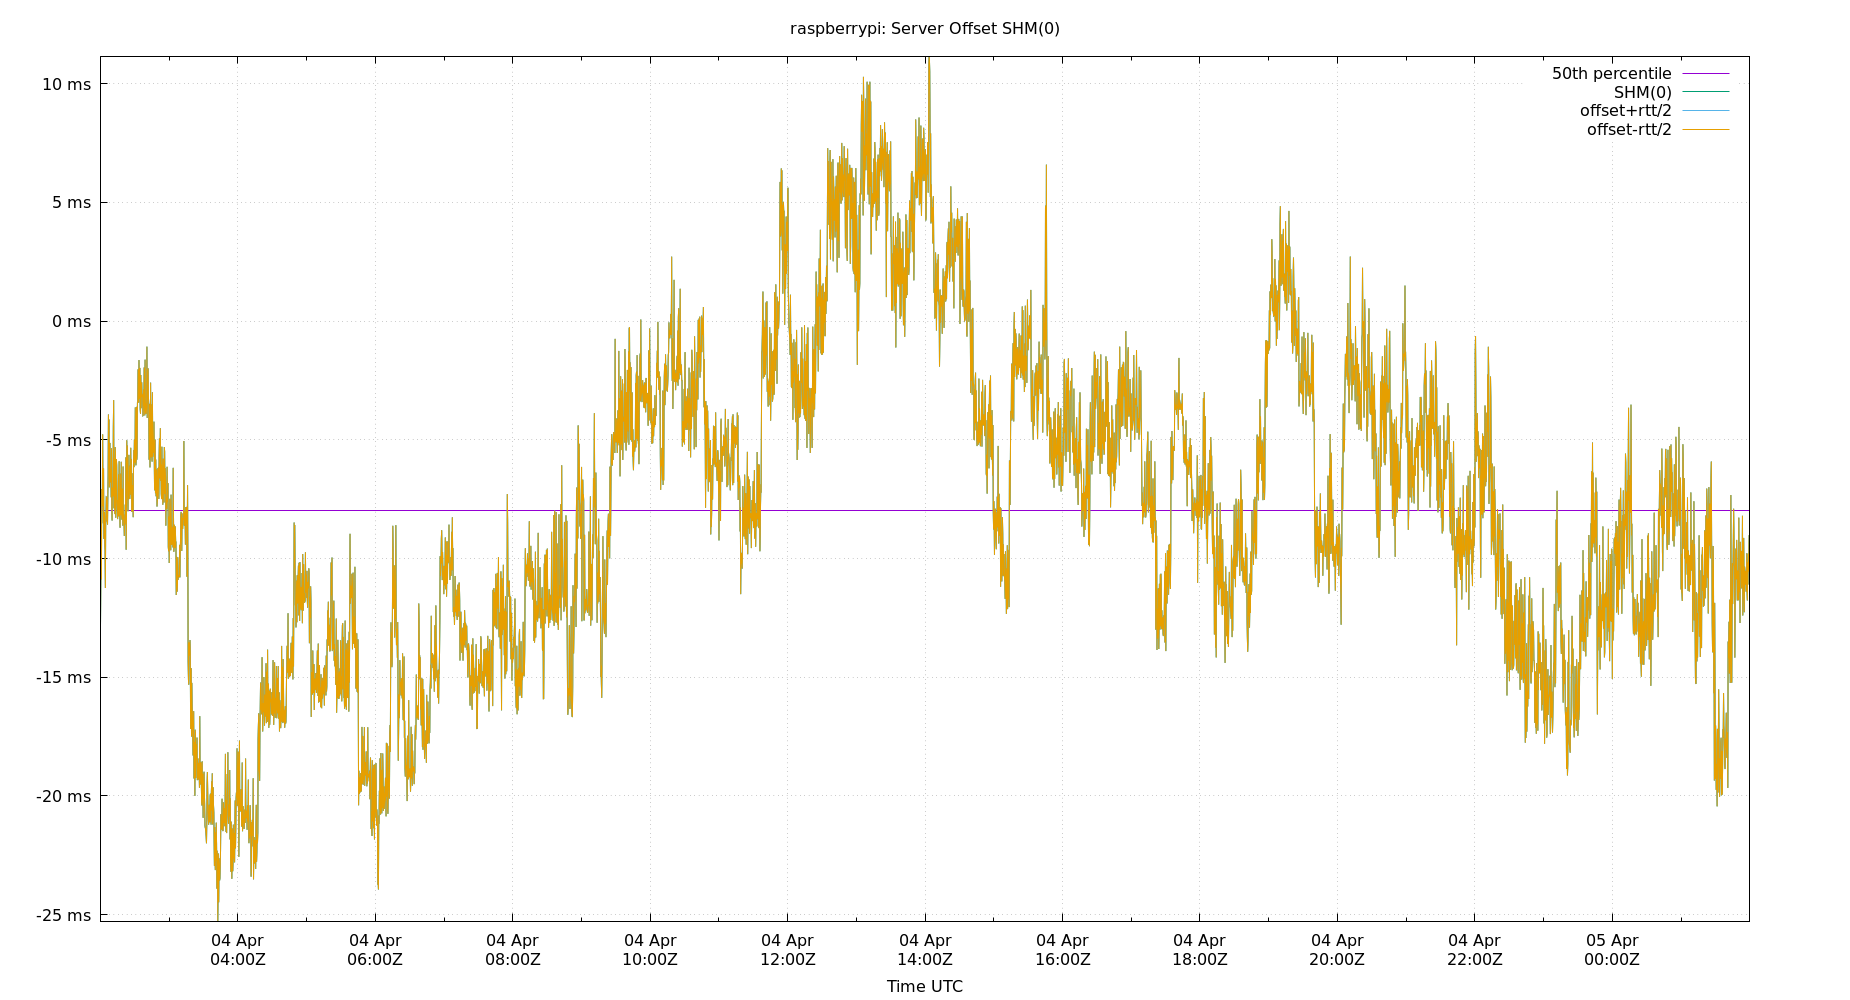 raspberrypi: Server Offset SHM(0)
50th percentile
SHM(0)
offset+rtt/2
offset-rtt/2
10 ms
5 ms
0 ms
-5 ms
-10 ms
-15 ms
-20 ms
-25 ms
04 Apr 04 Apr 04 Apr 04 Apr 04 Apr 04 Apr 04 Apr 04 Apr 04 Apr 04 Apr 05 Apr
04:00Z 06:00Z 08:00Z 10:00Z 12:00Z 14:00Z 16:00Z 18:00Z 20:00Z 22:00Z 00:00Z
Time UTC